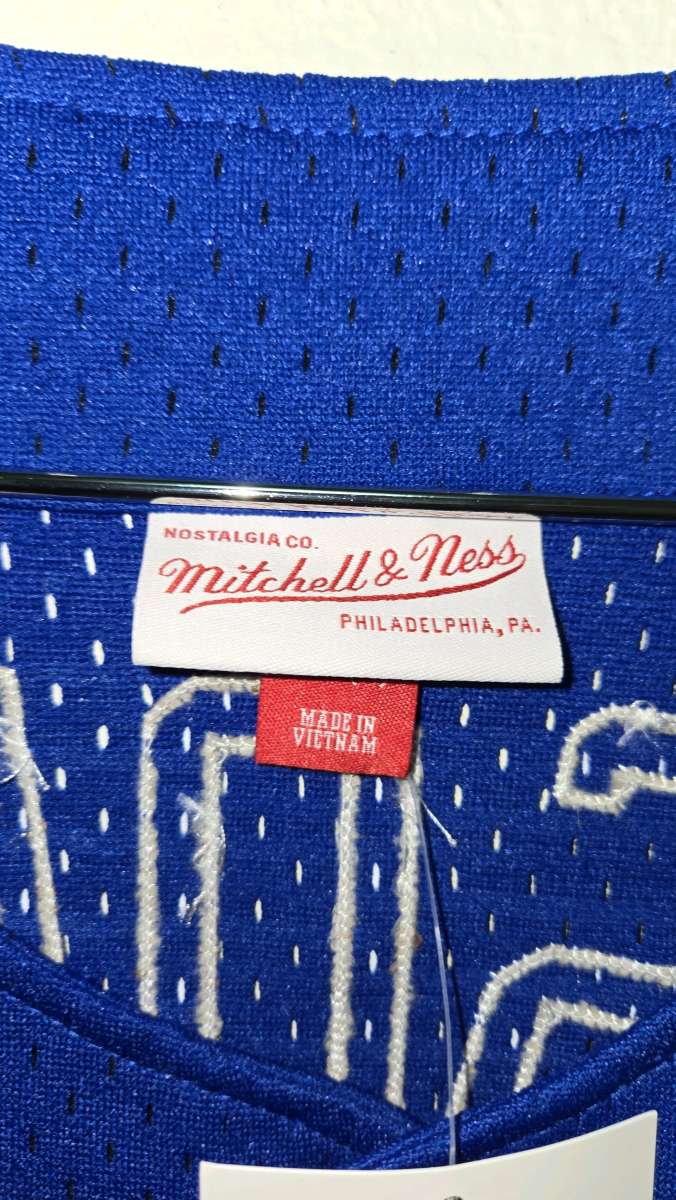 NOSTALGIA CO.
Mitchell & Ness
PHILADELPHIA, PA.
MADE IN
VIETNAM